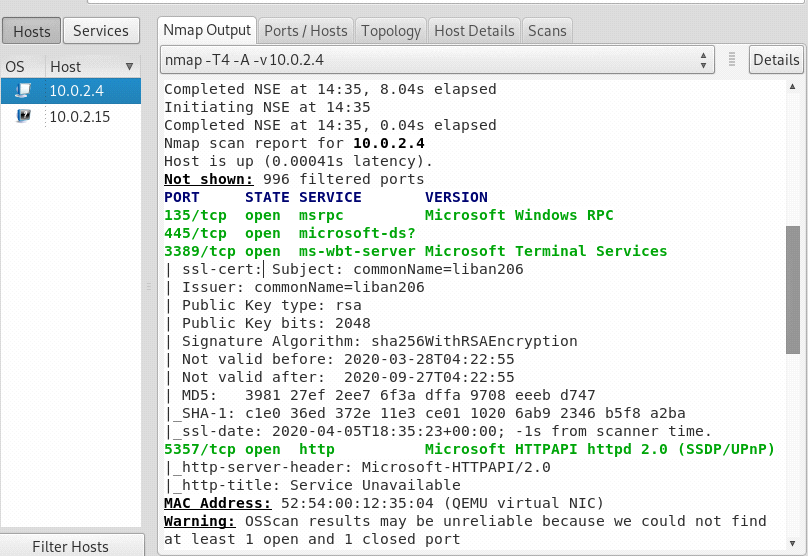 Hosts
Services
OS
Host
10.0.2.4
10.0.2.15
Filter Hosts
Nmap Output
Ports / Hosts
Topology
Host Details
Scans
nmap -T4 -A -v 10.0.2.4
Details
Completed NSE at 14:35, 8.04s elapsed
Initiating NSE at 14:35
Completed NSE at 14:35, 0.04s elapsed
Nmap scan report for 10.0.2.4
Host is up (0.00041s latency).
Not shown: 996 filtered ports
PORT     STATE SERVICE       VERSION
135/tcp  open  msrpc         Microsoft Windows RPC
445/tcp  open  microsoft-ds?
3389/tcp open  ms-wbt-server Microsoft Terminal Services
| ssl-cert: Subject: commonName=liban206
| Issuer: commonName=liban206
| Public Key type: rsa
| Public Key bits: 2048
| Signature Algorithm: sha256WithRSAEncryption
| Not valid before: 2020-03-28T04:22:55
| Not valid after:  2020-09-27T04:22:55
| MD5:   3981 27ef 2ee7 6f3a dffa 9708 eeeb d747
|_SHA-1: c1e0 36ed 372e 11e3 ce01 1020 6ab9 2346 b5f8 a2ba
|_ssl-date: 2020-04-05T18:35:23+00:00; -1s from scanner time.
5357/tcp open  http          Microsoft HTTPAPI httpd 2.0 (SSDP/UPnP)
|_http-server-header: Microsoft-HTTPAPI/2.0
|_http-title: Service Unavailable
MAC Address: 52:54:00:12:35:04 (QEMU virtual NIC)
Warning: OSScan results may be unreliable because we could not find
at least 1 open and 1 closed port